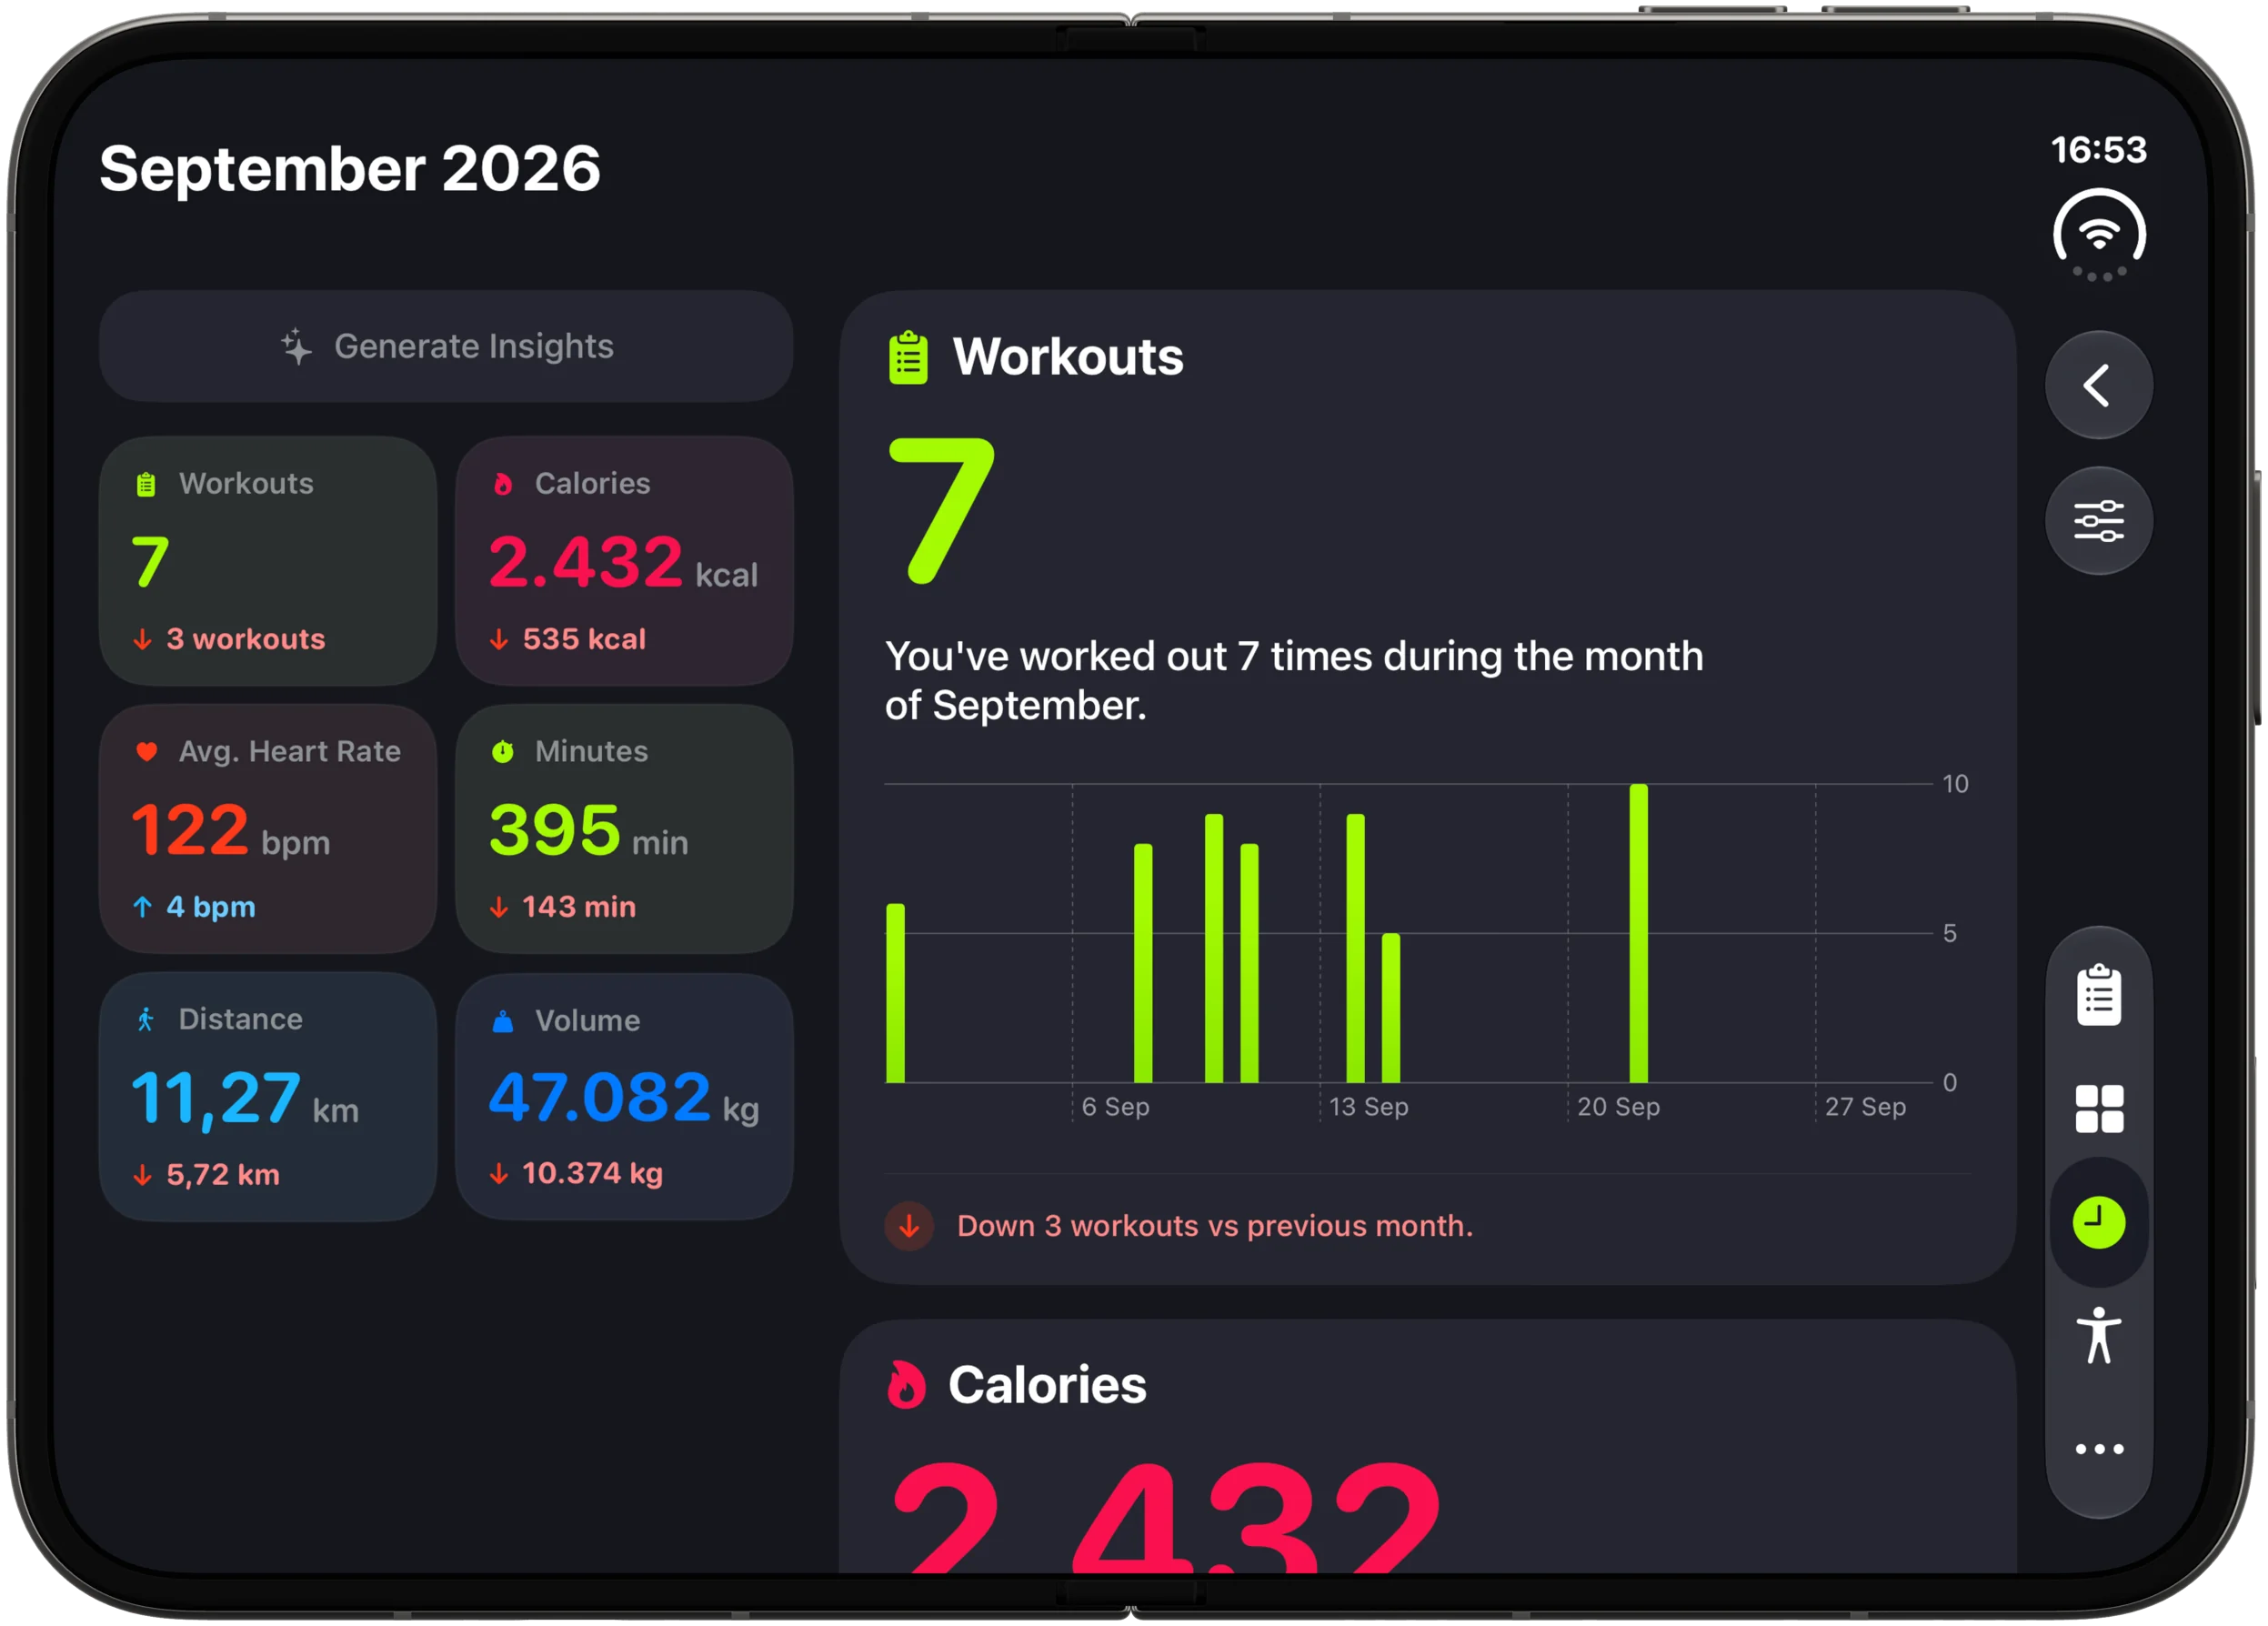 September 2026
16:53
Generate Insights
Workouts
7
3 workouts
Calories
2.432 kcal
535 kcal
Avg. Heart Rate
122 bpm
4 bpm
Minutes
395 min
143 min
Distance
11,27 km
5,72 km
Volume
47.082 kg
10.374 kg
Workouts
7
You've worked out 7 times during the month
of September.
10
5
0
6 Sep
13 Sep
20 Sep
27 Sep
Down 3 workouts vs previous month.
Calories
2.432